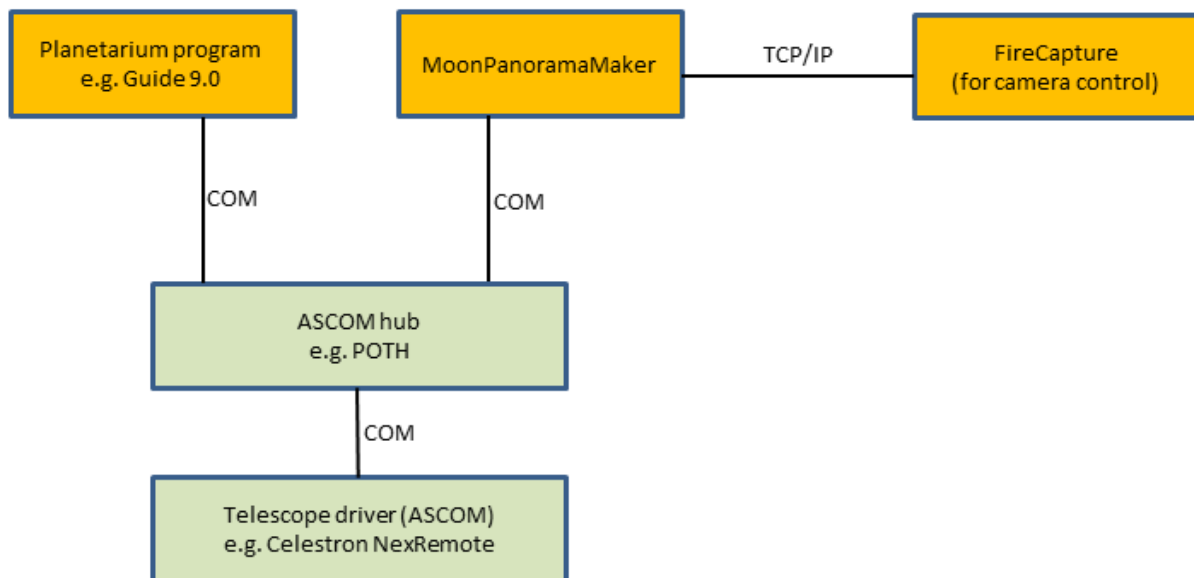 Planetarium program
e.g. Guide 9.0
MoonPanoramaMaker
TCP/IP
FireCapture
(for camera control)
COM
COM
ASCOM hub
e.g. POTH
COM
Telescope driver (ASCOM)
e.g. Celestron NexRemote